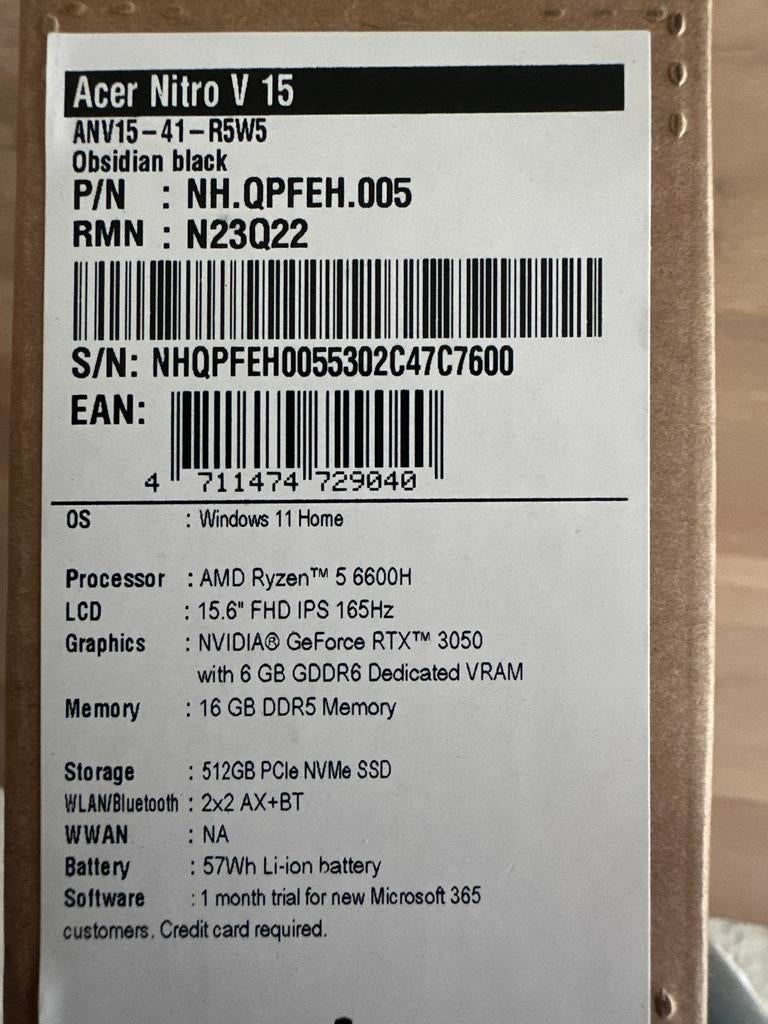 Acer Nitro V 15
ANV15-41-R5W5
Obsidian black
P/N : NH.QPFEH.005
RMN : N23Q22
S/N: NHQPFEH0055302C47C7600
EAN:
4 711474 729040
OS : Windows 11 Home
Processor : AMD Ryzen™ 5 6600H
LCD : 15.6" FHD IPS 165Hz
Graphics : NVIDIA® GeForce RTX™ 3050
with 6 GB GDDR6 Dedicated VRAM
Memory : 16 GB DDR5 Memory
Storage : 512GB PCIe NVMe SSD
WLAN/Bluetooth : 2x2 AX+BT
WWAN : NA
Battery : 57Wh Li-ion battery
Software : 1 month trial for new Microsoft 365
customers. Credit card required.